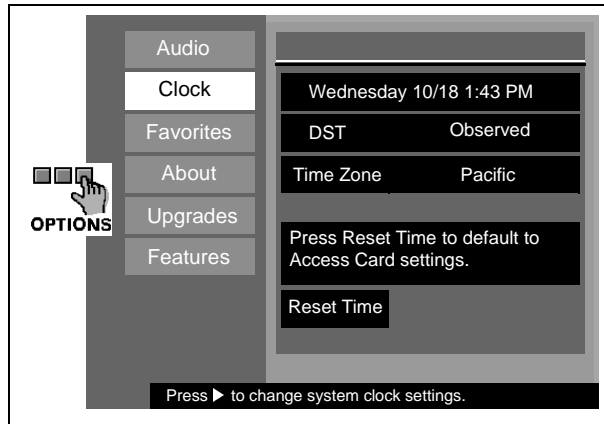 OPTIONS
Audio
Clock
Favorites
About
Upgrades
Features
Wednesday 10/18 1:43 PM
DST Observed
Time Zone Pacific
Press Reset Time to default to
Access Card settings.
Reset Time
Press ▶ to change system clock settings.